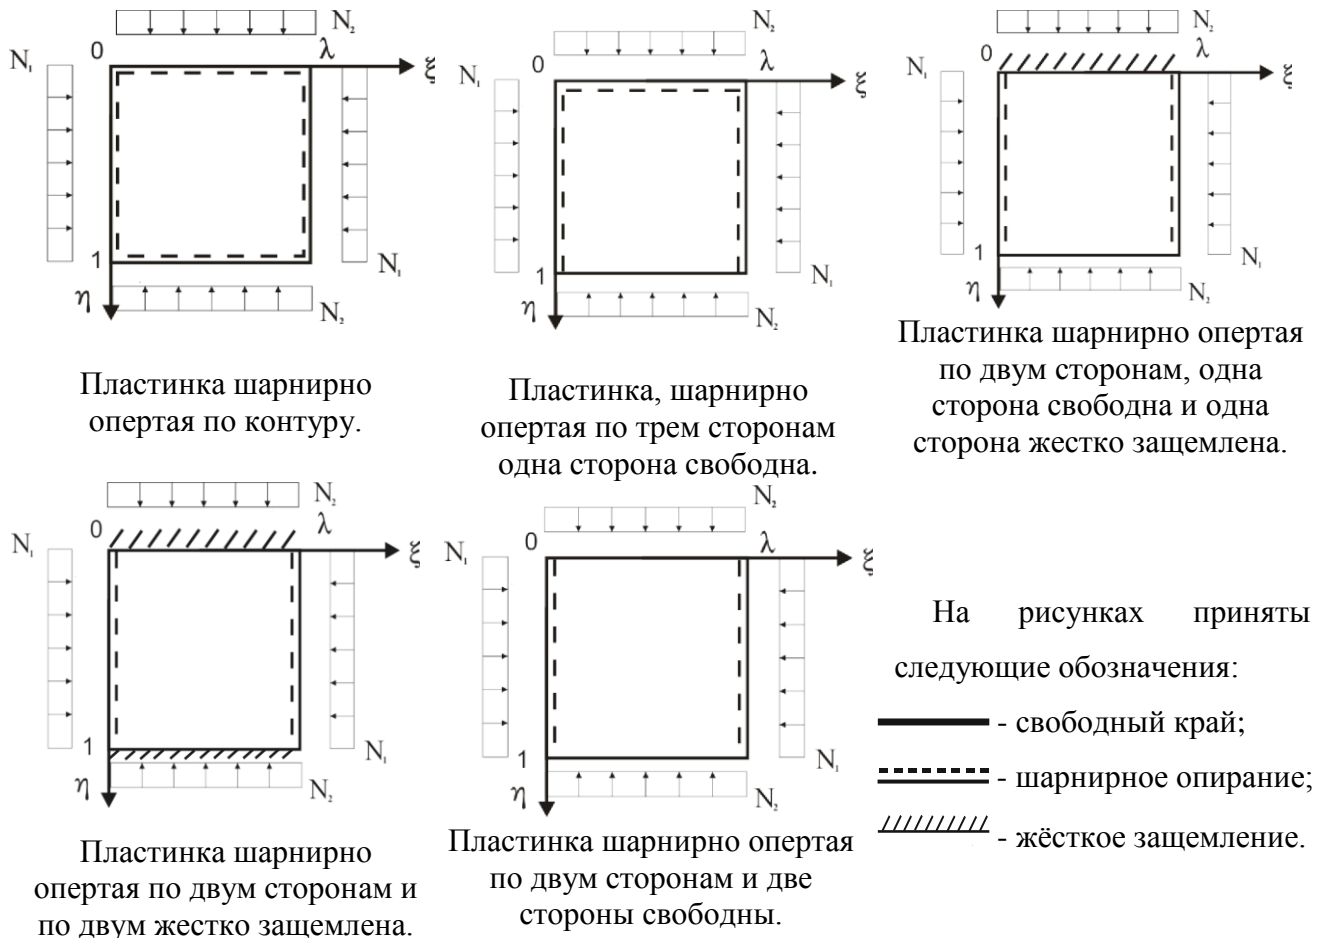 N₂
0
λ
N₁
ξ
1
N₁
η
N₂
Пластинка шарнирно
опертая по контуру.
N₂
0
λ
N₁
ξ
1
N₁
η
N₂
Пластинка, шарнирно
опертая по трем сторонам
одна сторона свободна.
N₂
0
λ
N₁
ξ
1
N₁
η
N₂
Пластинка шарнирно опертая
по двум сторонам, одна
сторона свободна и одна
сторона жестко защемлена.
N₂
0
λ
N₁
ξ
1
N₁
η
N₂
Пластинка шарнирно
опертая по двум сторонам и
по двум жестко защемлена.
N₂
0
λ
N₁
ξ
1
N₁
η
N₂
Пластинка шарнирно опертая
по двум сторонам и две
стороны свободны.
На рисунках приняты
следующие обозначения:
- свободный край;
- шарнирное опирание;
- жёсткое защемление.